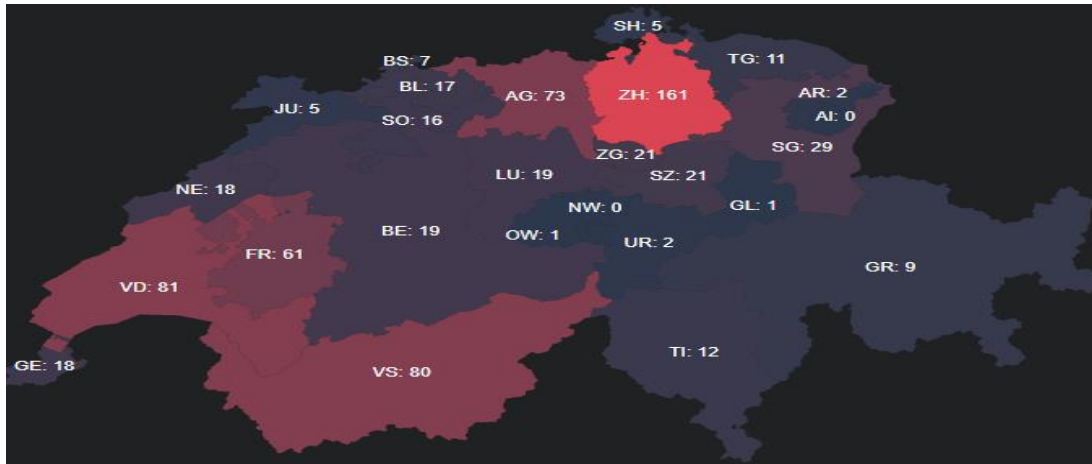 SH: 5
BS: 7
TG: 11
BL: 17
AG: 73
ZH: 161
AR: 2
JU: 5
SO: 16
AI: 0
SG: 29
ZG: 21
LU: 19
SZ: 21
NE: 18
NW: 0
GL: 1
BE: 19
OW: 1
UR: 2
FR: 61
GR: 9
VD: 81
TI: 12
GE: 18
VS: 80